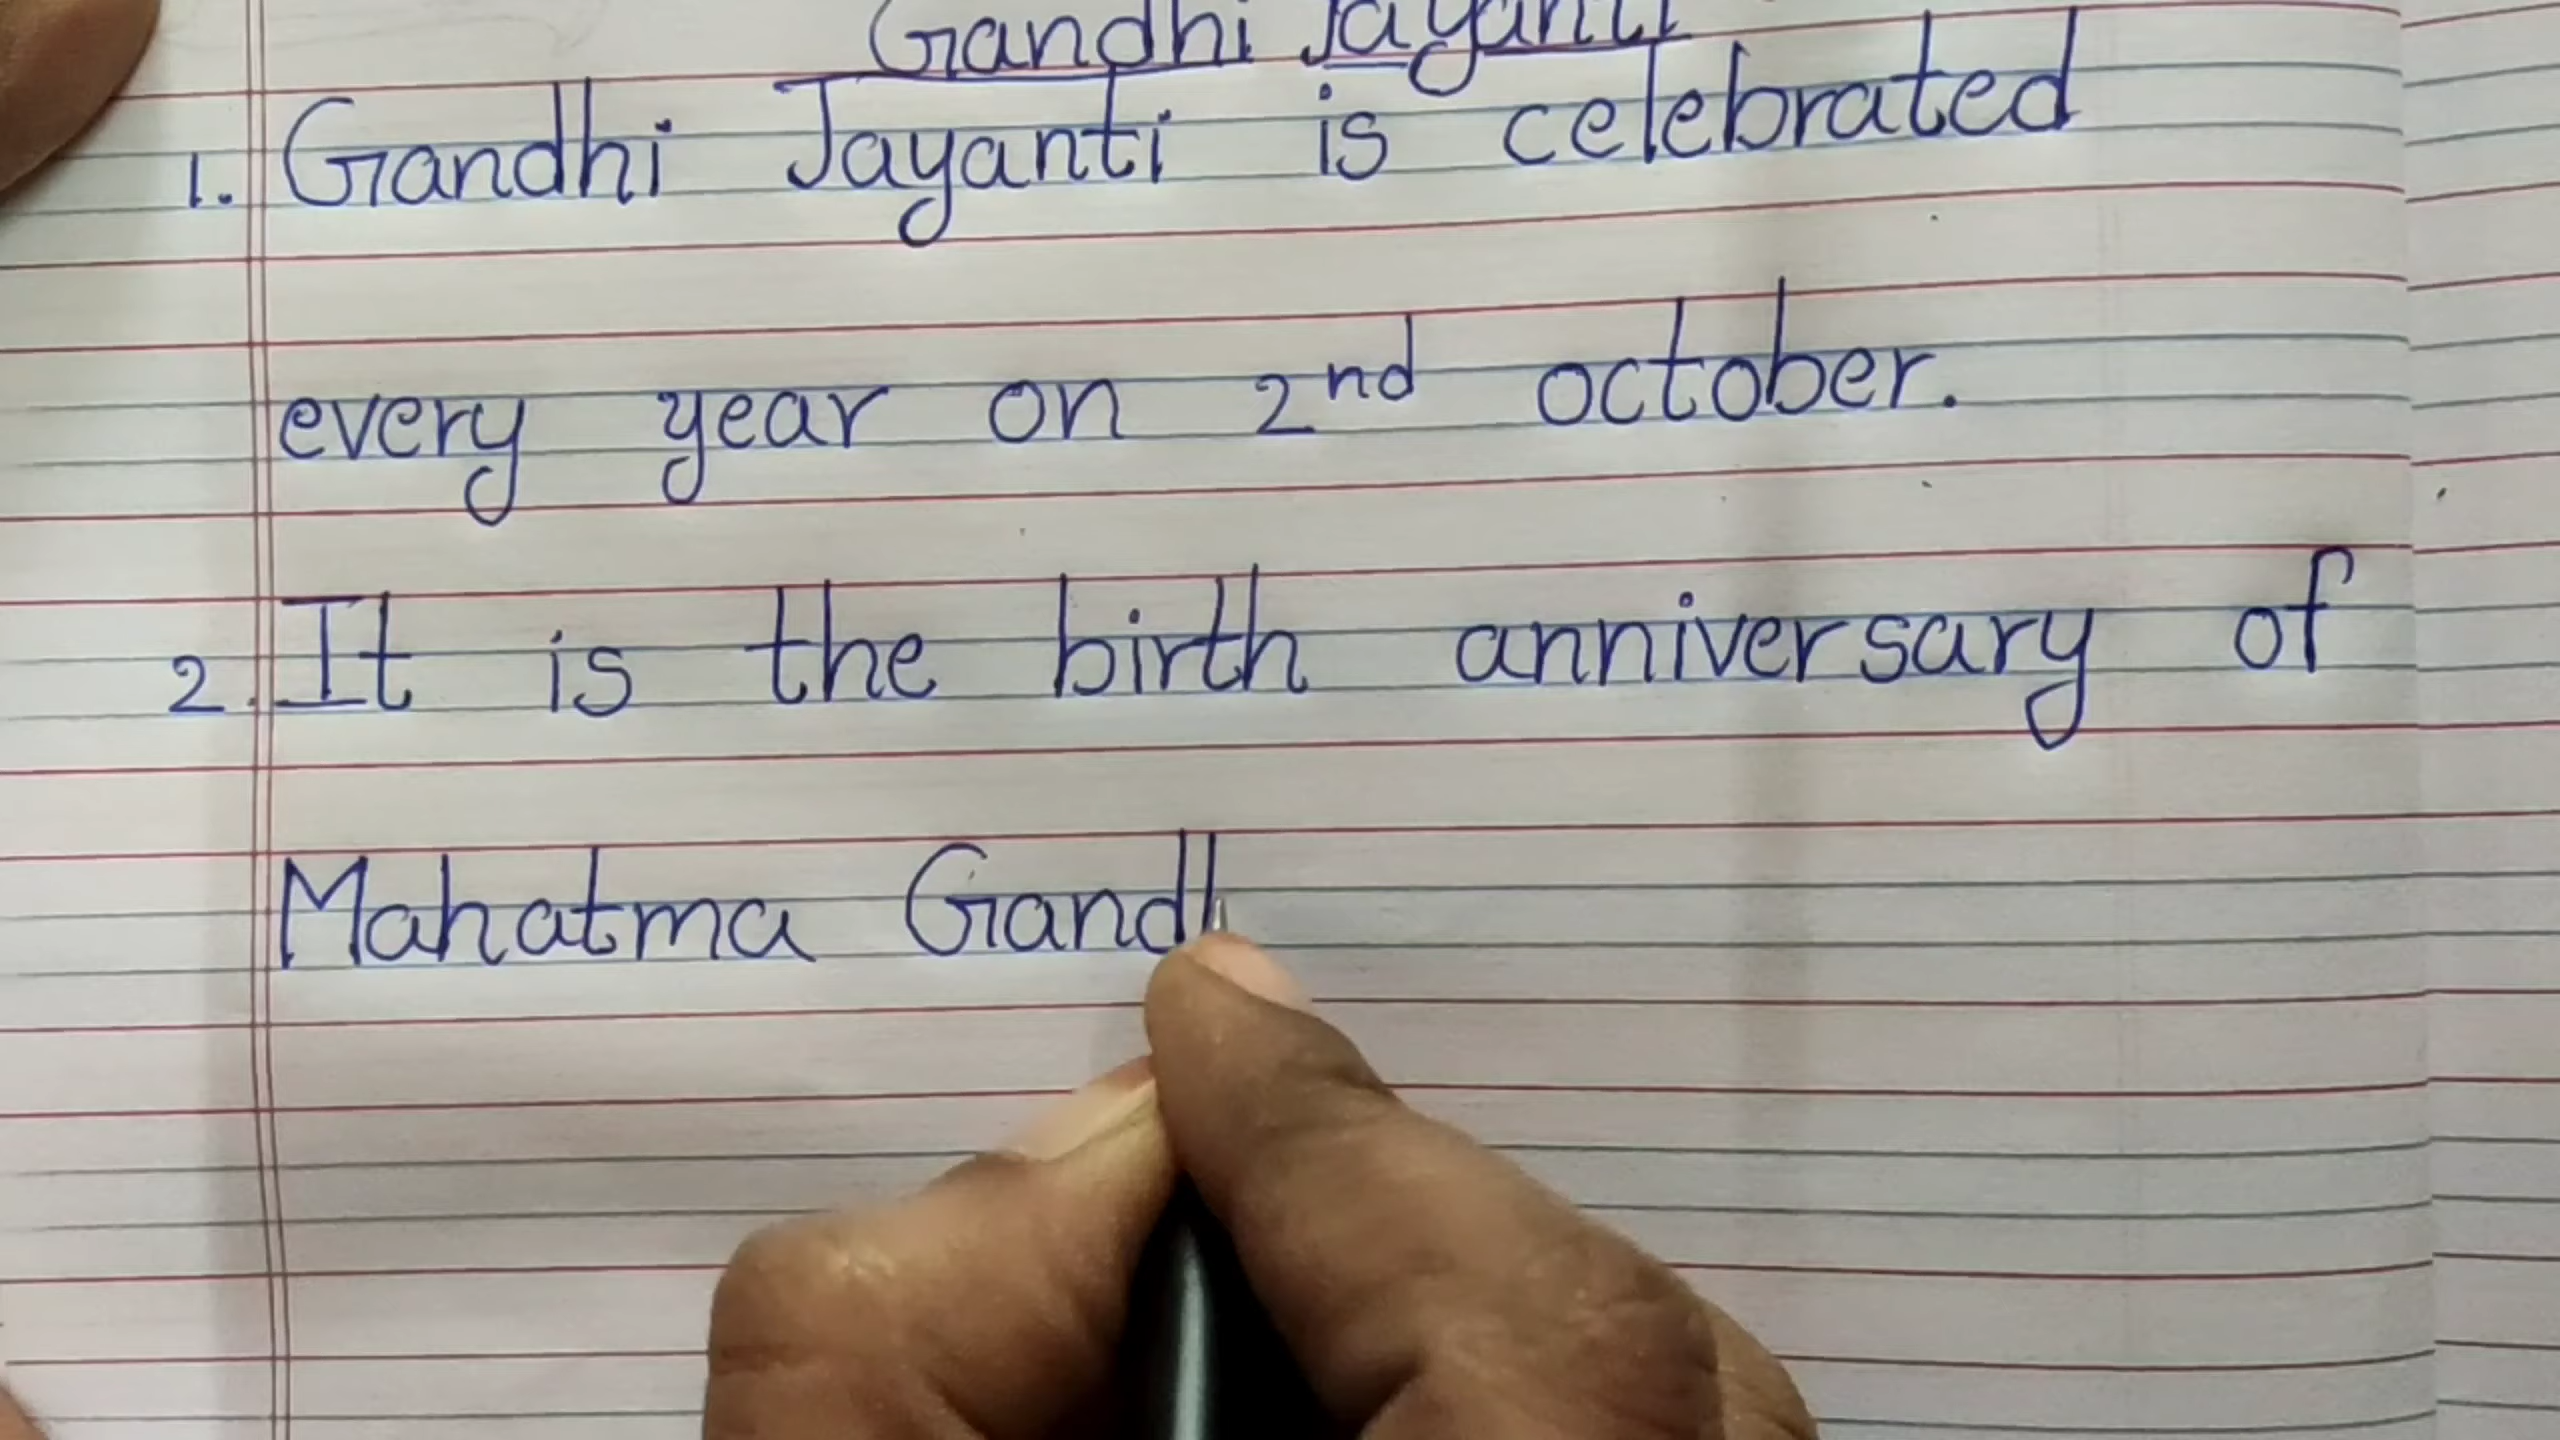 Gandhi Jayanti
1. Gandhi Jayanti is celebrated
every year on 2nd october.
2. It is the birth anniversary of
Mahatma Gandh